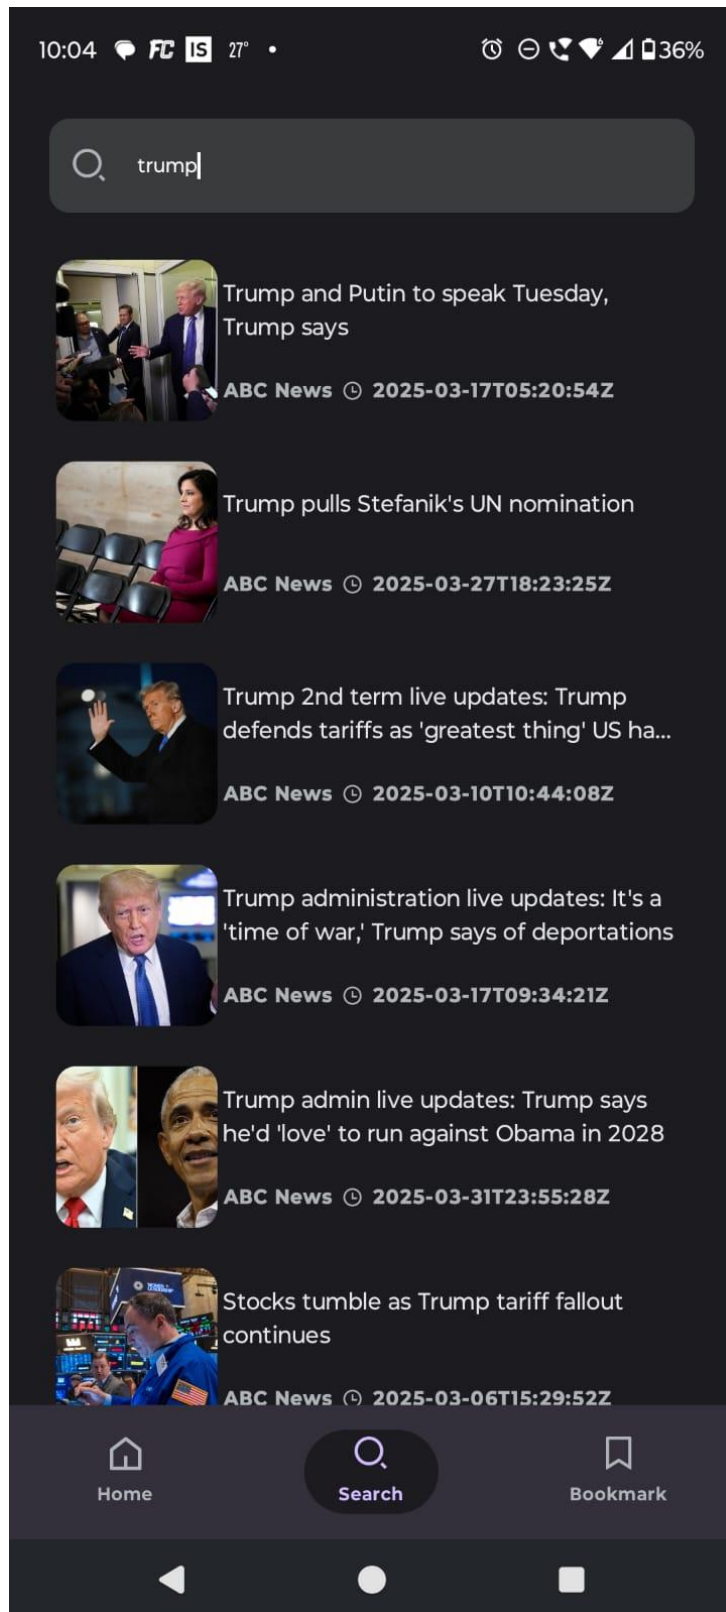 10:04 FC IS 27° •
36%
trump
Trump and Putin to speak Tuesday,
Trump says
ABC News 2025-03-17T05:20:54Z
Trump pulls Stefanik's UN nomination
ABC News 2025-03-27T18:23:25Z
Trump 2nd term live updates: Trump
defends tariffs as 'greatest thing' US ha...
ABC News 2025-03-10T10:44:08Z
Trump administration live updates: It's a
'time of war,' Trump says of deportations
ABC News 2025-03-17T09:34:21Z
Trump admin live updates: Trump says
he'd 'love' to run against Obama in 2028
ABC News 2025-03-31T23:55:28Z
Stocks tumble as Trump tariff fallout
continues
ABC News 2025-03-06T15:29:52Z
Home
Search
Bookmark